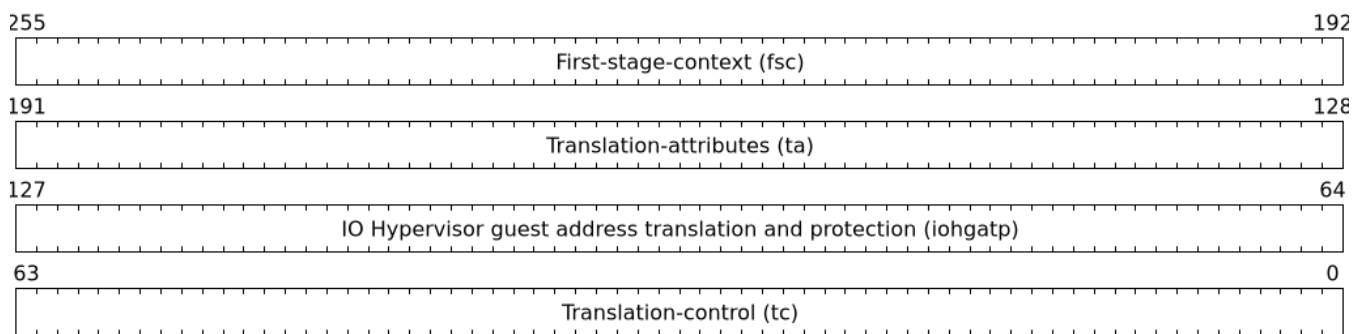 255 192
First-stage-context (fsc)
191 128
Translation-attributes (ta)
127 64
IO Hypervisor guest address translation and protection (iohgatp)
63 0
Translation-control (tc)